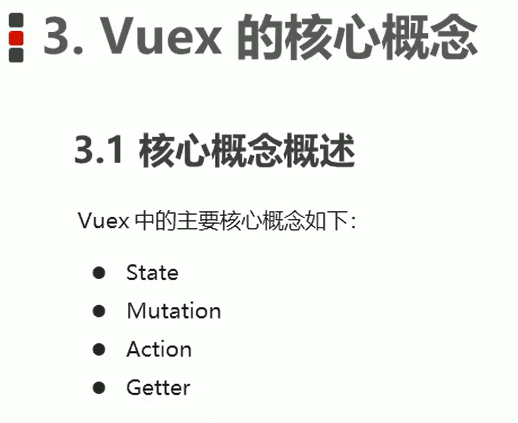 3. Vuex 的核心概念
3.1 核心概念概述
Vuex 中的主要核心概念如下：
● State
● Mutation
● Action
● Getter